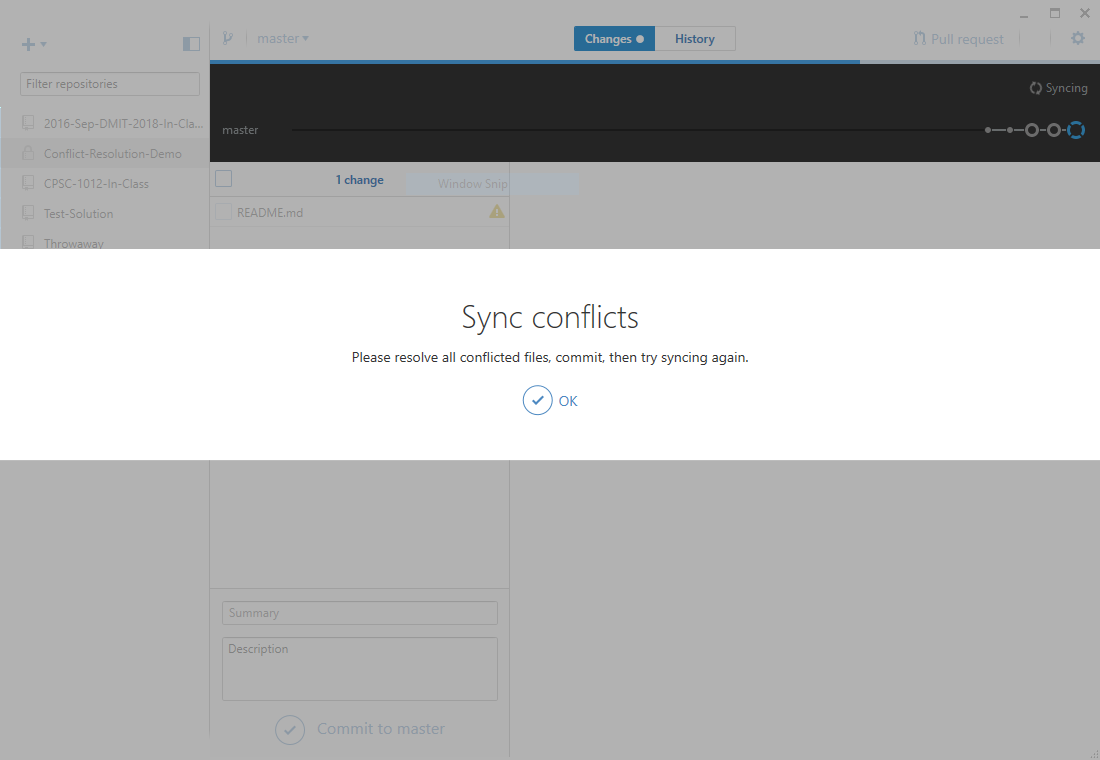 master
Changes
History
Pull request
Filter repositories
Syncing
2016-Sep-DMIT-2018-In-Cla...
master
Conflict-Resolution-Demo
1 change
Window Snip
CPSC-1012-In-Class
README.md
Test-Solution
Throwaway
Sync conflicts
Please resolve all conflicted files, commit, then try syncing again.
OK
Summary
Description
Commit to master